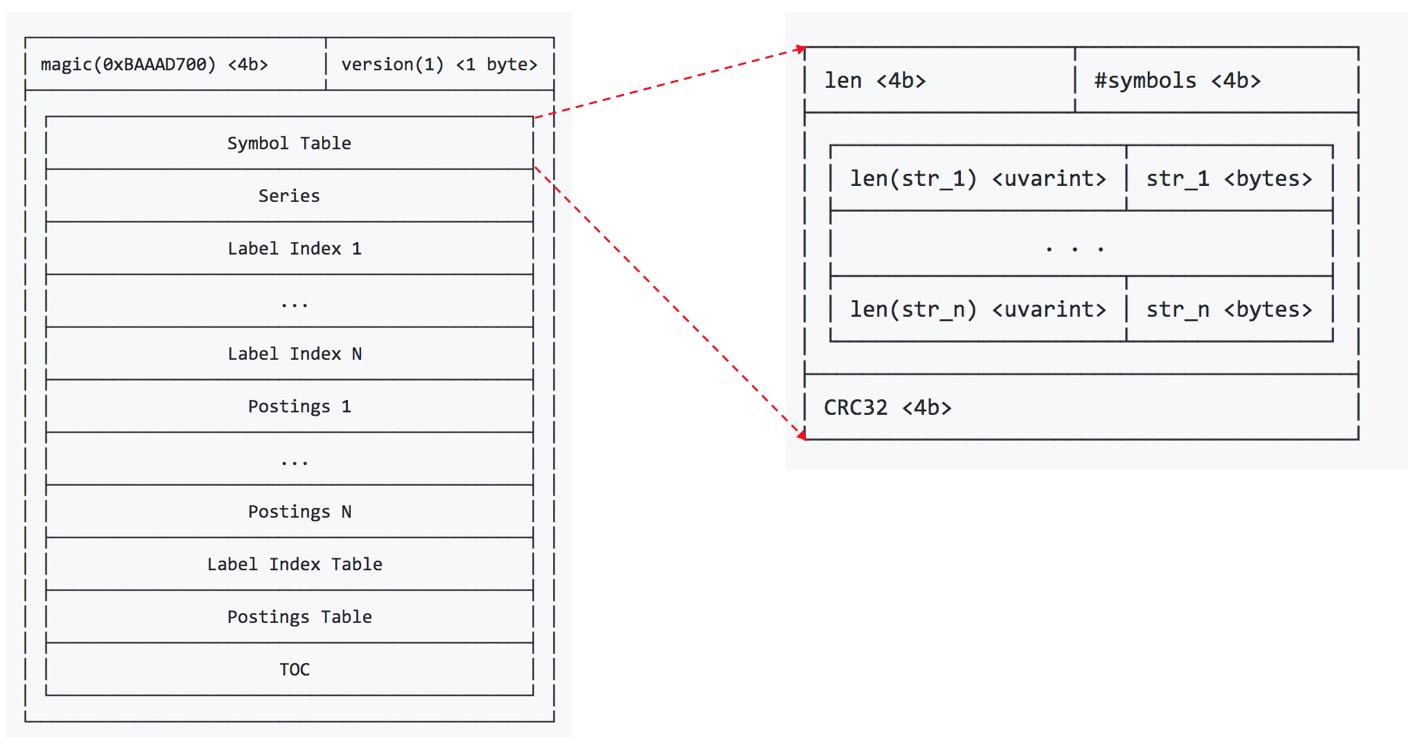 magic(0xBAAAD700) <4b> version(1) <1 byte>
Symbol Table
Series
Label Index 1
...
Label Index N
Postings 1
...
Postings N
Label Index Table
Postings Table
TOC
len <4b> #symbols <4b>
len(str_1) <uvarint> str_1 <bytes>
. . .
len(str_n) <uvarint> str_n <bytes>
CRC32 <4b>